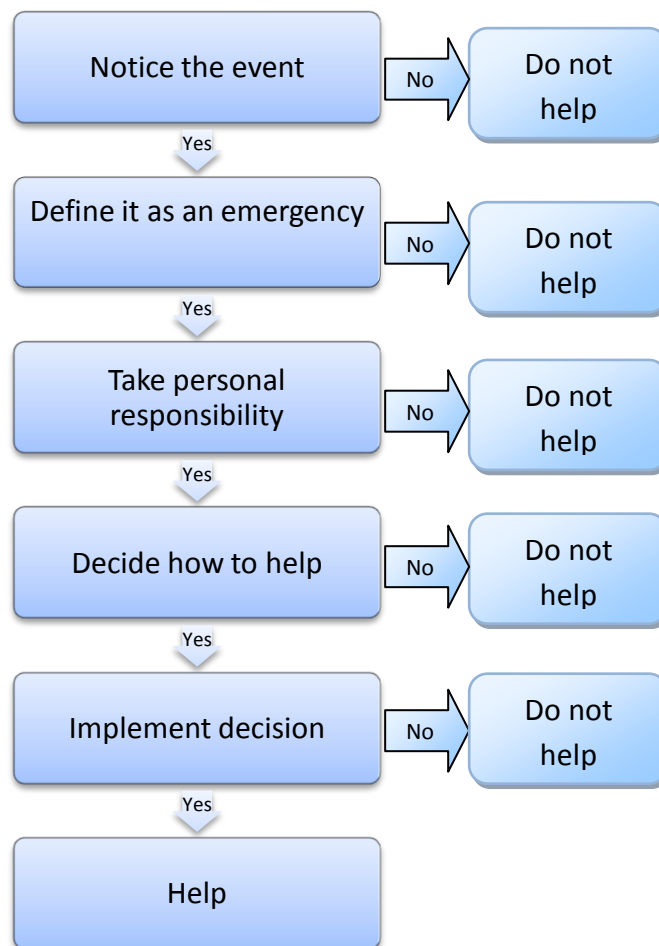 Notice the event
No
Do not
help
Yes
Define it as an emergency
No
Do not
help
Yes
Take personal
responsibility
No
Do not
help
Yes
Decide how to help
No
Do not
help
Yes
Implement decision
No
Do not
help
Yes
Help